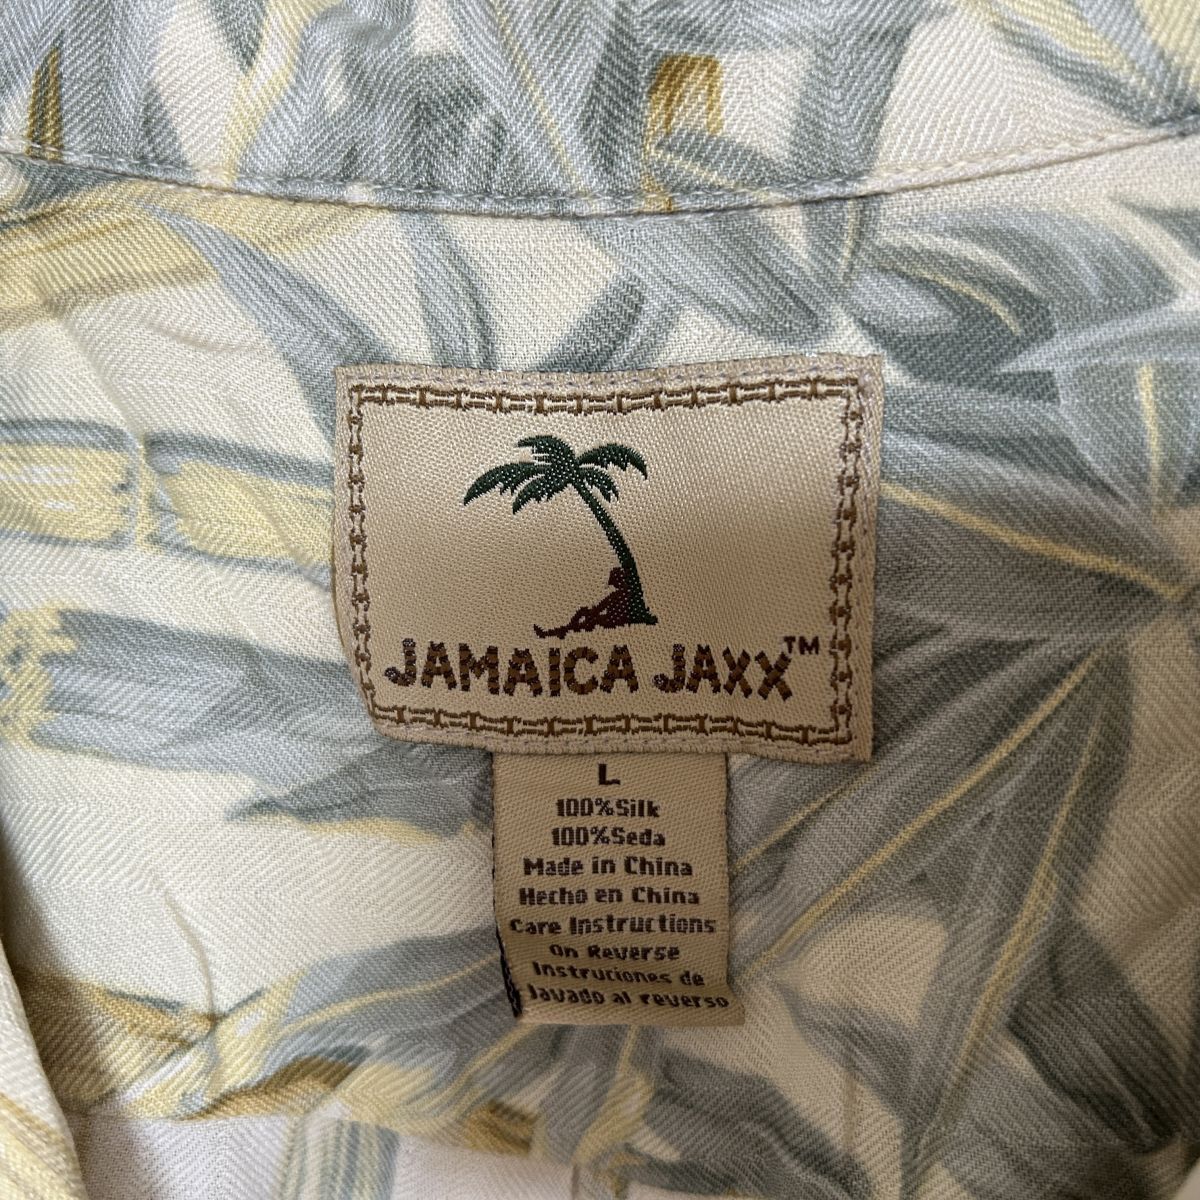 JAMAICA JAXX™
L
100%Silk
100%Seda
Made in China
Hecho en China
Care Instructions
On Reverse
Instruciones de
lavado al reverso